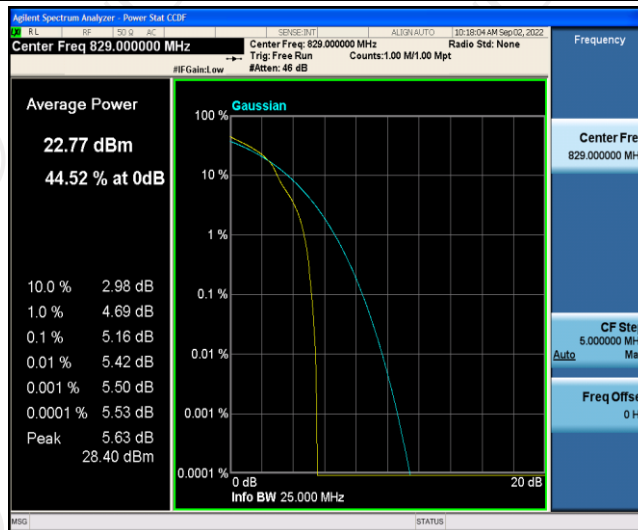 Agilent Spectrum Analyzer - Power Stat CCDF
RL RF 50 Ω AC SENSE:INT ALIGN AUTO 10:18:04 AM Sep 02, 2022
Center Freq 829.000000 MHz
Center Freq: 829.000000 MHz Radio Std: None
Trig: Free Run Counts:1.00 M/1.00 Mpt
#IFGain:Low #Atten: 46 dB
Frequency
Average Power
22.77 dBm
44.52 % at 0dB
10.0 % 2.98 dB
1.0 % 4.69 dB
0.1 % 5.16 dB
0.01 % 5.42 dB
0.001 % 5.50 dB
0.0001 % 5.53 dB
Peak 5.63 dB
28.40 dBm
Gaussian
100 %
10 %
1 %
0.1 %
0.01 %
0.001 %
0.0001 %
0 dB 20 dB
Info BW 25.000 MHz
Center Fre
829.000000 MH
CF Ste
5.000000 MH
Auto Ma
Freq Offse
0 H
MSG STATUS